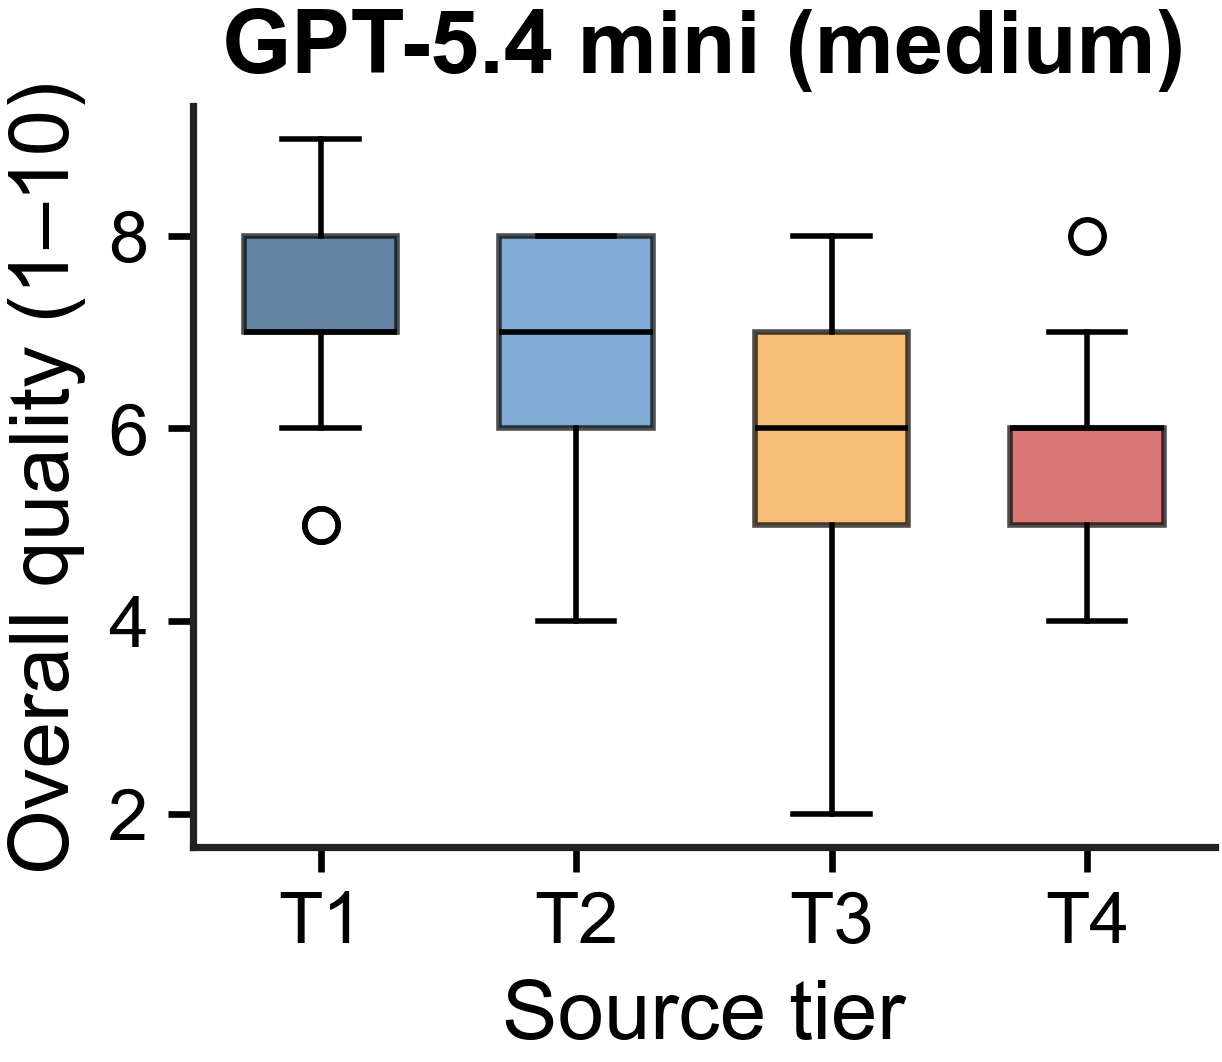 GPT-5.4 mini (medium)
Overall quality (1–10)
8
6
4
2
T1 T2 T3 T4
Source tier